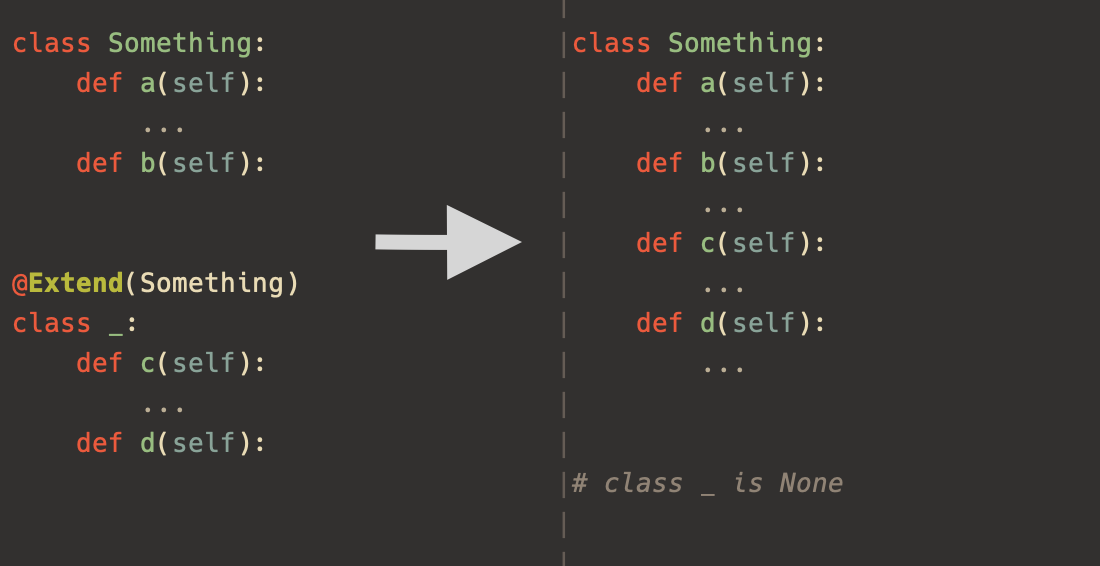 class Something:
    def a(self):
        ...
    def b(self):
@Extend(Something)
class _:
    def c(self):
        ...
    def d(self):
class Something:
    def a(self):
        ...
    def b(self):
        ...
    def c(self):
        ...
    def d(self):
        ...
# class _ is None